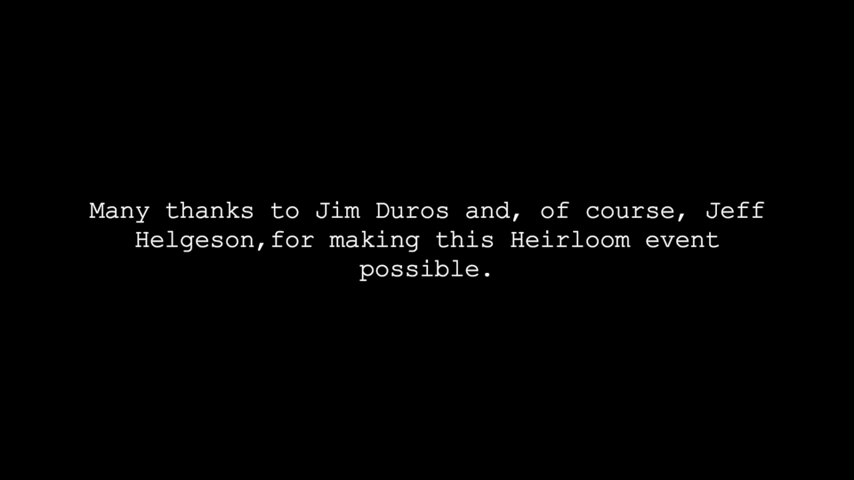 Many thanks to Jim Duros and, of course, Jeff
Helgeson,for making this Heirloom event
possible.